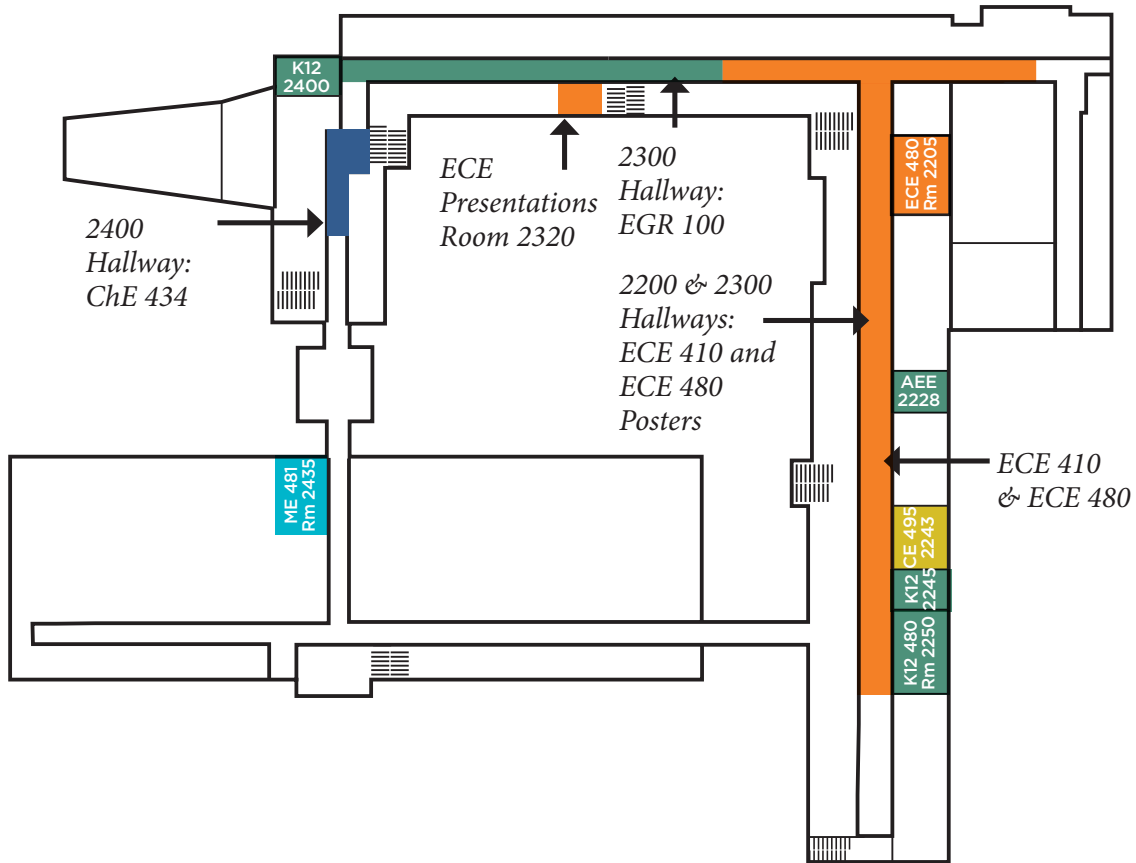 K12
2400
2400
Hallway:
ChE 434
ECE
Presentations
Room 2320
2300
Hallway:
EGR 100
2200 & 2300
Hallways:
ECE 410 and
ECE 480
Posters
ECE 480
Rm 2205
AEE
2228
ECE 410
& ECE 480
ME 481
Rm 2435
CE 495
2243
K12
2245
K12 480
Rm 2250